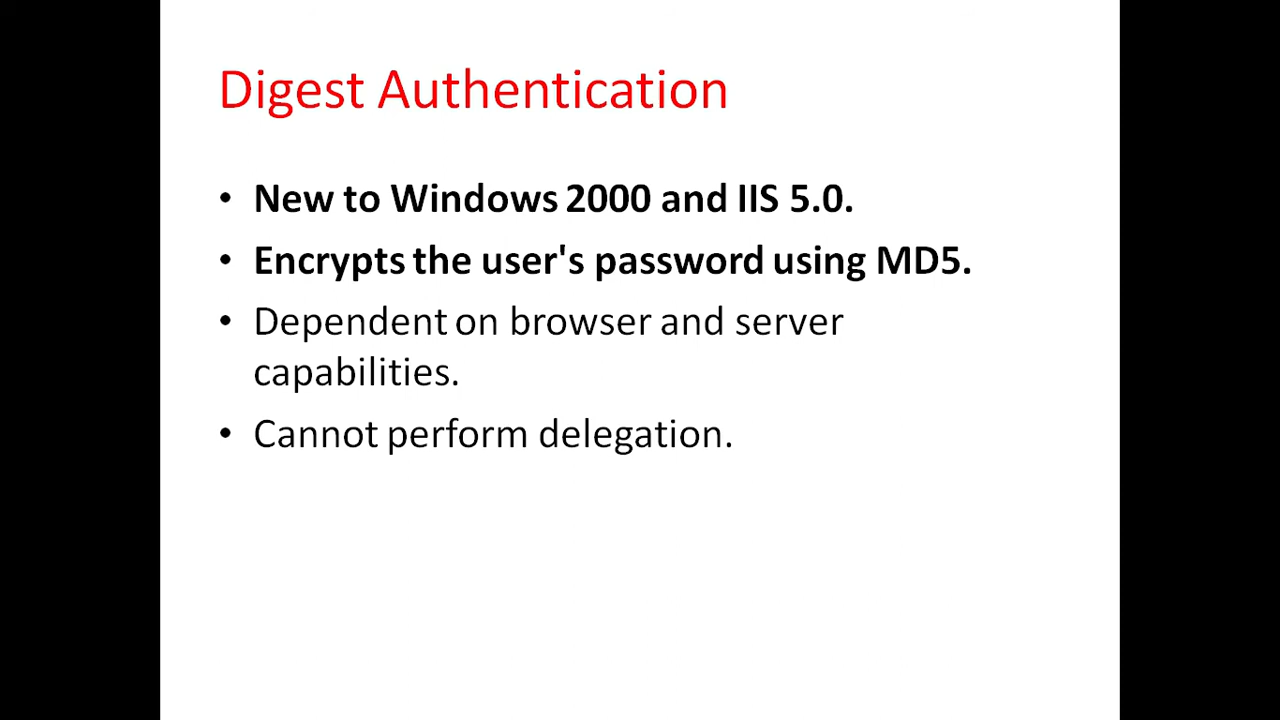 Digest Authentication
• New to Windows 2000 and IIS 5.0.
• Encrypts the user's password using MD5.
• Dependent on browser and server
capabilities.
• Cannot perform delegation.